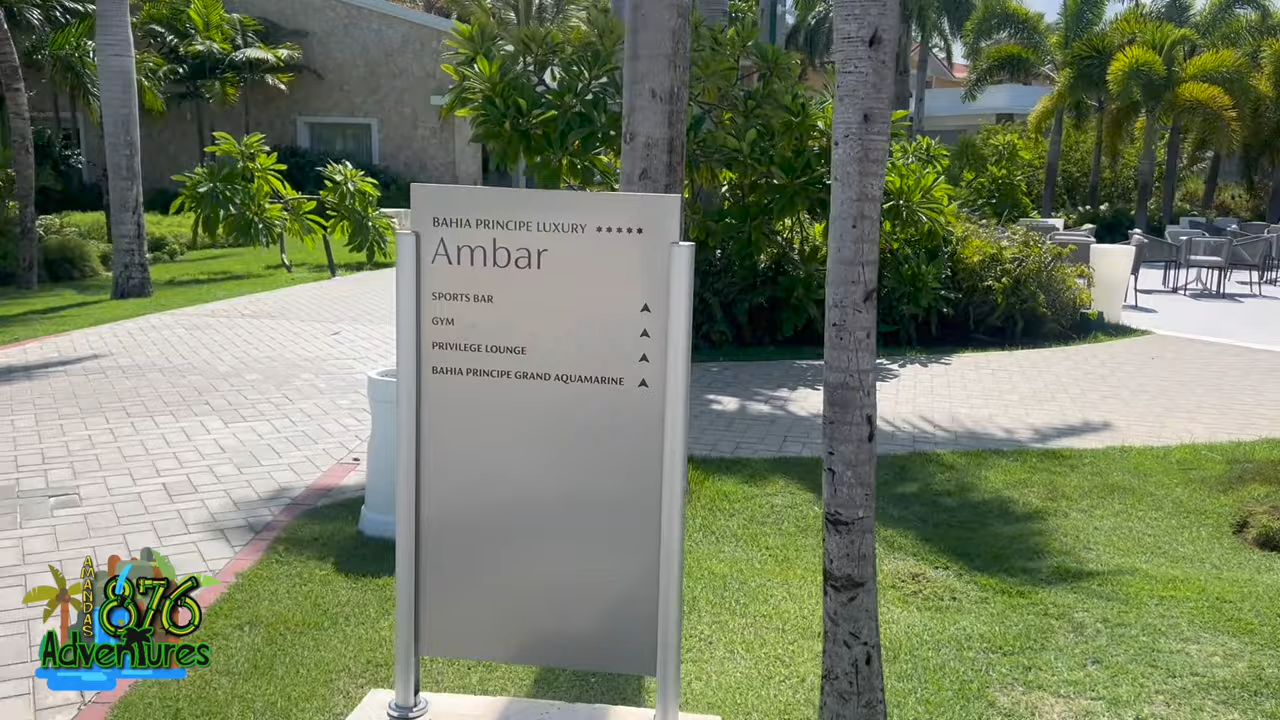 BAHIA PRINCIPE LUXURY *****
Ambar
SPORTS BAR
GYM
PRIVILEGE LOUNGE
BAHIA PRINCIPE GRAND AQUAMARINE
AMANDAS
876
Adventures